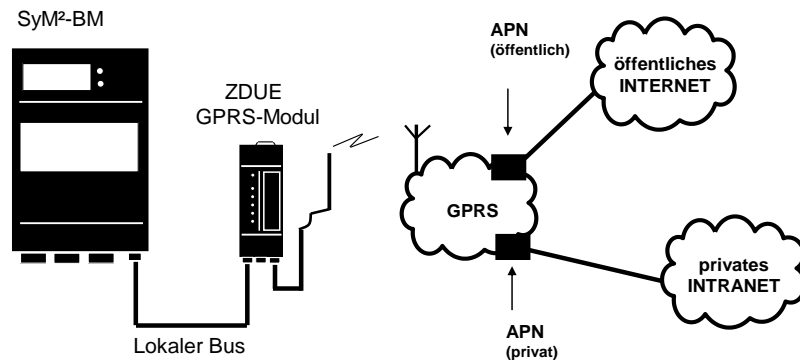 SyM²-BM
ZDUE
GPRS-Modul
Lokaler Bus
APN
(öffentlich)
öffentliches
INTERNET
GPRS
privates
INTRANET
APN
(privat)